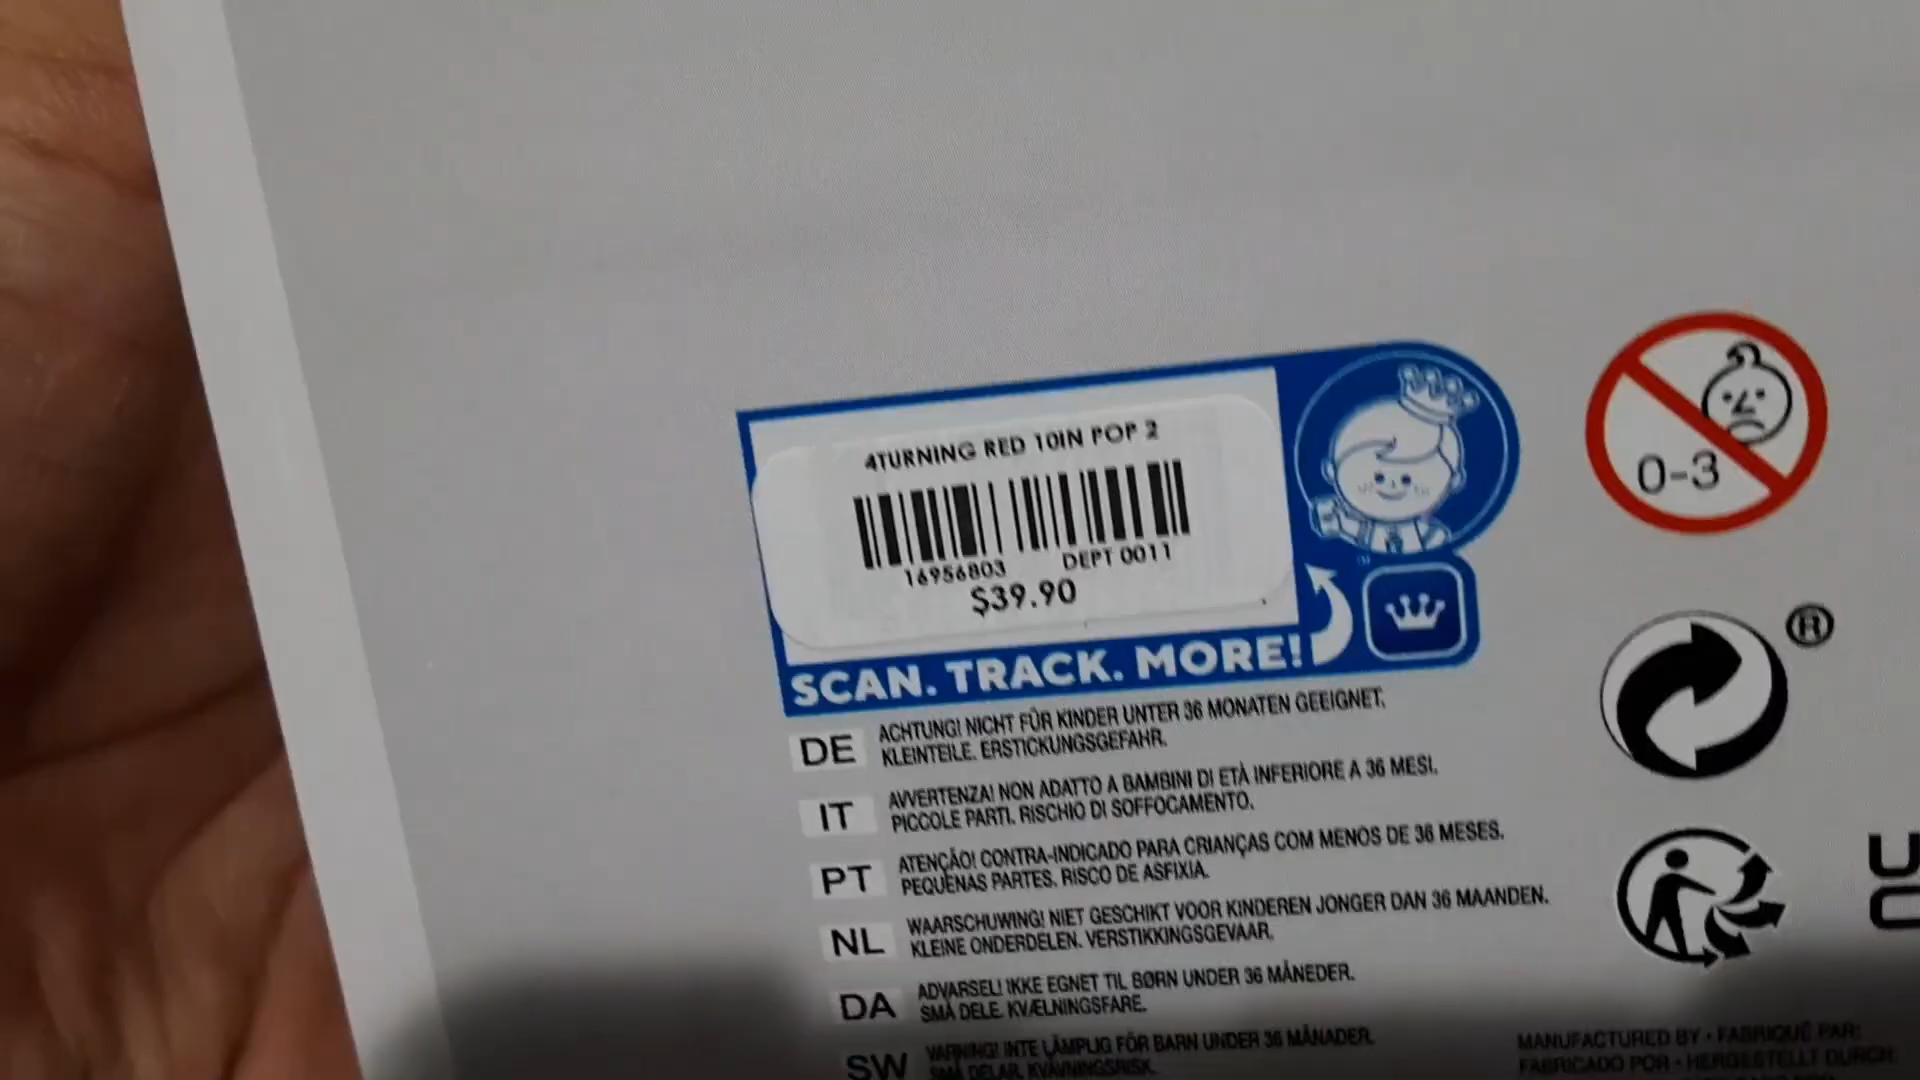 4TURNING RED 10IN POP 2
16956803 DEPT 0011
$39.90
SCAN. TRACK. MORE!
0-3
®
DE ACHTUNG! NICHT FÜR KINDER UNTER 36 MONATEN GEEIGNET.
KLEINTEILE. ERSTICKUNGSGEFAHR.
IT AVVERTENZA! NON ADATTO A BAMBINI DI ETÀ INFERIORE A 36 MESI.
PICCOLE PARTI. RISCHIO DI SOFFOCAMENTO.
PT ATENÇÃO! CONTRA-INDICADO PARA CRIANÇAS COM MENOS DE 36 MESES.
PEQUENAS PARTES. RISCO DE ASFIXIA.
NL WAARSCHUWING! NIET GESCHIKT VOOR KINDEREN JONGER DAN 36 MAANDEN.
KLEINE ONDERDELEN. VERSTIKKINGSGEVAAR.
DA ADVARSEL! IKKE EGNET TIL BØRN UNDER 36 MÅNEDER.
SMÅ DELE. KVÆLNINGSFARE.
SW VARNING! INTE LÄMPLIG FÖR BARN UNDER 36 MÅNADER.
SMÅ DELAR. KVÄVNINGSRISK.
MANUFACTURED BY • FABRIQUÉ PAR:
FABRICADO POR • HERGESTELLT DURCH: